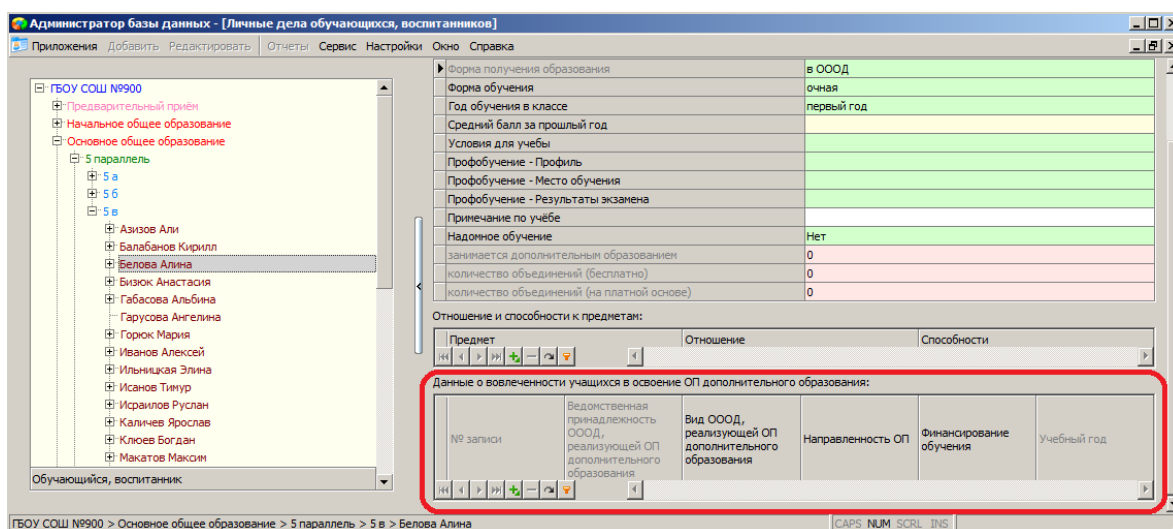 Администратор базы данных - [Личные дела обучающихся, воспитанников]
Приложения Добавить Редактировать Отчеты Сервис Настройки Окно Справка
ГБОУ СОШ №900
Предварительный приём
Начальное общее образование
Основное общее образование
5 параллель
5 а
5 б
5 в
Азизов Али
Балабанов Кирилл
Белова Алина
Бизюк Анастасия
Габасова Альбина
Гарусова Ангелина
Горюк Мария
Иванов Алексей
Ильницкая Элина
Исанов Тимур
Исраилов Руслан
Каличев Ярослав
Клюев Богдан
Макатов Максим
Обучающийся, воспитанник
Форма получения образования в ОООД
Форма обучения очная
Год обучения в классе первый год
Средний балл за прошлый год
Условия для учебы
Профобучение - Профиль
Профобучение - Место обучения
Профобучение - Результаты экзамена
Примечание по учёбе
Надомное обучение Нет
занимается дополнительным образованием 0
количество объединений (бесплатно) 0
количество объединений (на платной основе) 0
Отношение и способности к предметам:
Предмет Отношение Способности
Данные о вовлеченности учащихся в освоение ОП дополнительного образования:
№ записи
Ведомственная
принадлежность
ОООД,
реализующей ОП
дополнительного
образования
Вид ОООД,
реализующей ОП
дополнительного
образования
Направленность ОП
Финансирование
обучения
Учебный год
ГБОУ СОШ №900 > Основное общее образование > 5 параллель > 5 в > Белова Алина
CAPS NUM SCRL INS